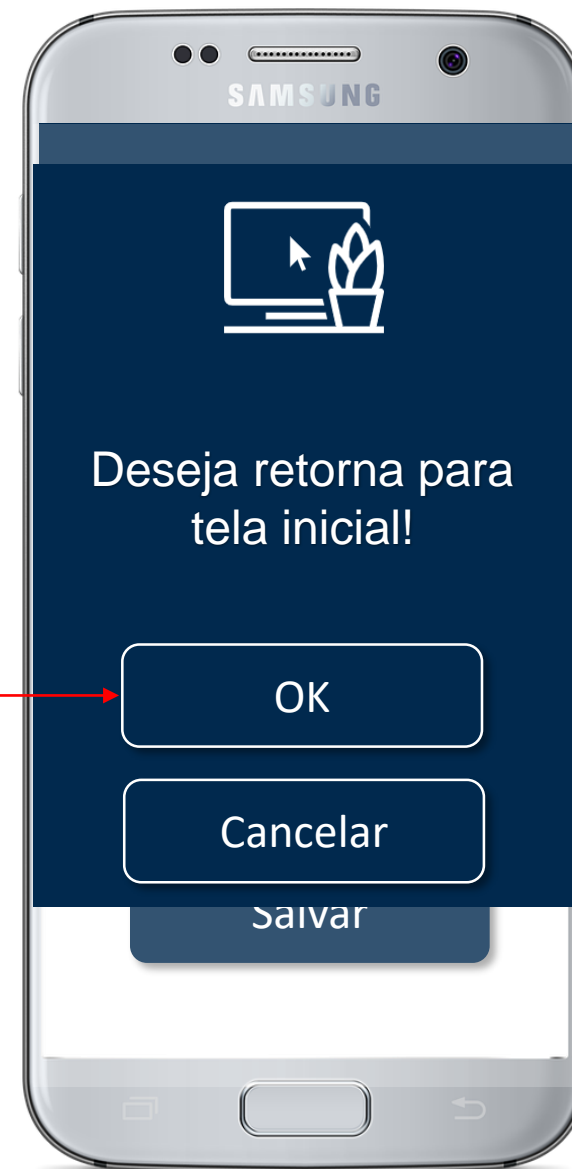 SAMSUNG
Deseja retorna para
tela inicial!
OK
Cancelar
Salvar